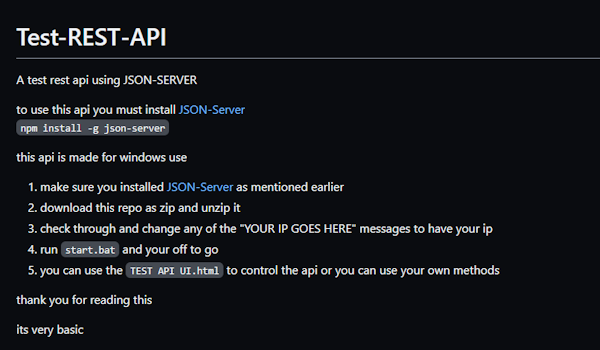 Test-REST-API
A test rest api using JSON-SERVER
to use this api you must install JSON-Server
npm install -g json-server
this api is made for windows use
1. make sure you installed JSON-Server as mentioned earlier
2. download this repo as zip and unzip it
3. check through and change any of the "YOUR IP GOES HERE" messages to have your ip
4. run start.bat and your off to go
5. you can use the TEST API UI.html to control the api or you can use your own methods
thank you for reading this
its very basic